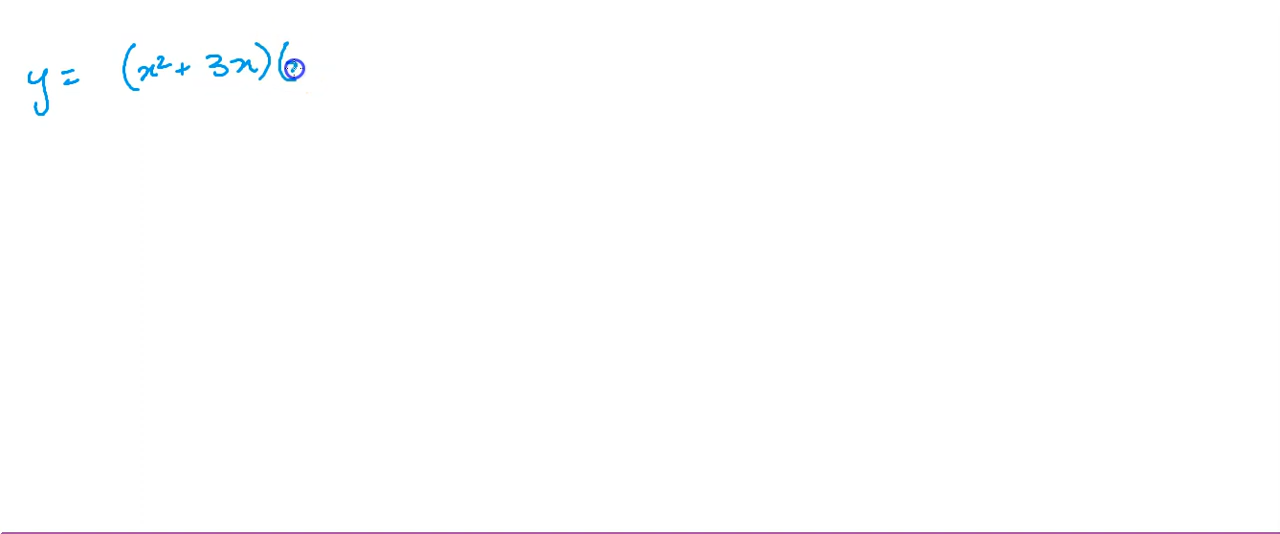 y = (x² + 3x)(